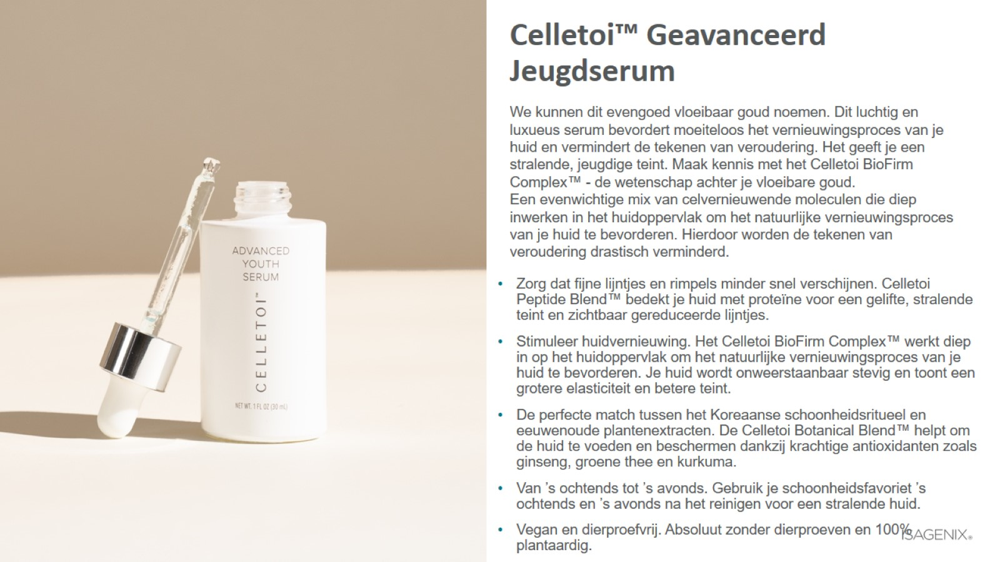 Celletoi™ Geavanceerd
Jeugdserum
We kunnen dit evengoed vloeibaar goud noemen. Dit luchtig en
luxueus serum bevordert moeiteloos het vernieuwingsproces van je
huid en vermindert de tekenen van veroudering. Het geeft je een
stralende, jeugdige teint. Maak kennis met het Celletoi BioFirm
Complex™ - de wetenschap achter je vloeibare goud.
Een evenwichtige mix van celvernieuwende moleculen die diep
inwerken in het huidoppervlak om het natuurlijke vernieuwingsproces
van je huid te bevorderen. Hierdoor worden de tekenen van
veroudering drastisch verminderd.
• Zorg dat fijne lijntjes en rimpels minder snel verschijnen. Celletoi
Peptide Blend™ bedekt je huid met proteïne voor een gelifte, stralende
teint en zichtbaar gereduceerde lijntjes.
• Stimuleer huidvernieuwing. Het Celletoi BioFirm Complex™ werkt diep
in op het huidoppervlak om het natuurlijke vernieuwingsproces van je
huid te bevorderen. Je huid wordt onweerstaanbaar stevig en toont een
grotere elasticiteit en betere teint.
• De perfecte match tussen het Koreaanse schoonheidsritueel en
eeuwenoude plantenextracten. De Celletoi Botanical Blend™ helpt om
de huid te voeden en beschermen dankzij krachtige antioxidanten zoals
ginseng, groene thee en kurkuma.
• Van ’s ochtends tot ’s avonds. Gebruik je schoonheidsfavoriet ’s
ochtends en ’s avonds na het reinigen voor een stralende huid.
• Vegan en dierproefvrij. Absoluut zonder dierproeven en 100%
plantaardig.
ISAGENIX®
ADVANCED
YOUTH
SERUM
CELLETOI™
NET WT. 1 FL OZ (30 mL)